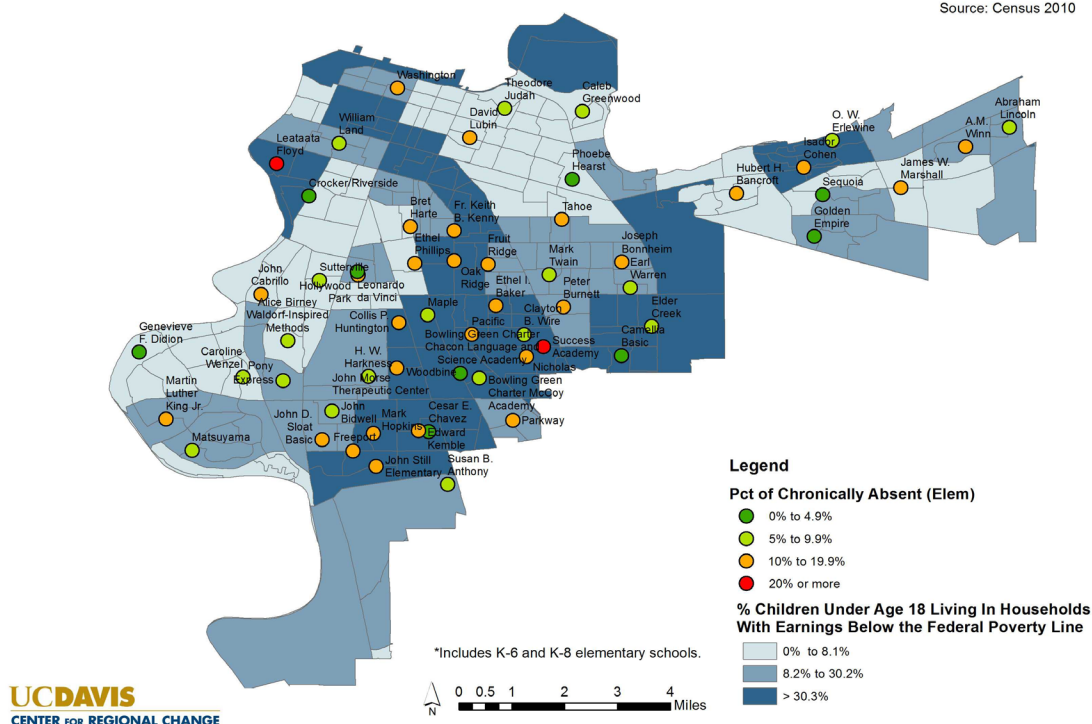 Source: Census 2010
Washington
Theodore
Judah
Caleb
Greenwood
David
Lubin
William
Land
Leataata
Floyd
Crocker/Riverside
Phoebe
Hearst
O. W.
Erlewine
Isador
Cohen
Abraham
Lincoln
A.M.
Winn
Hubert H.
Bancroft
Sequoia
James W.
Marshall
Golden
Empire
Bret
Harte
Fr. Keith
B. Kenny
Tahoe
Ethel
Phillips
Fruit
Ridge
Oak
Ridge
Mark
Twain
Joseph
Bonnheim
Earl
Warren
John
Cabrillo
Sutterville
Hollywood
Park
Leonardo
da Vinci
Ethel I.
Baker
Peter
Burnett
Alice Birney
Waldorf-Inspired
Methods
Collis P.
Huntington
Maple
Pacific
Clayton
B. Wire
Elder
Creek
Camellia
Basic
Genevieve
F. Didion
Bowling Green Charter
Chacon Language and
Science Academy
Success
Academy
Nicholas
Caroline
Wenzel
Pony
Express
H. W.
Harkness
Woodbine
John Morse
Therapeutic Center
Bowling Green
Charter McCoy
Academy
Martin
Luther
King Jr.
Matsuyama
John D.
Sloat
Basic
John
Bidwell
Freeport
Mark
Hopkins
Cesar E.
Chavez
Edward
Kemble
Parkway
John Still
Elementary
Susan B.
Anthony
Legend
Pct of Chronically Absent (Elem)
0% to 4.9%
5% to 9.9%
10% to 19.9%
20% or more
% Children Under Age 18 Living In Households
With Earnings Below the Federal Poverty Line
0% to 8.1%
8.2% to 30.2%
> 30.3%
*Includes K-6 and K-8 elementary schools.
N
0 0.5 1 2 3 4 Miles
UCDAVIS
CENTER FOR REGIONAL CHANGE